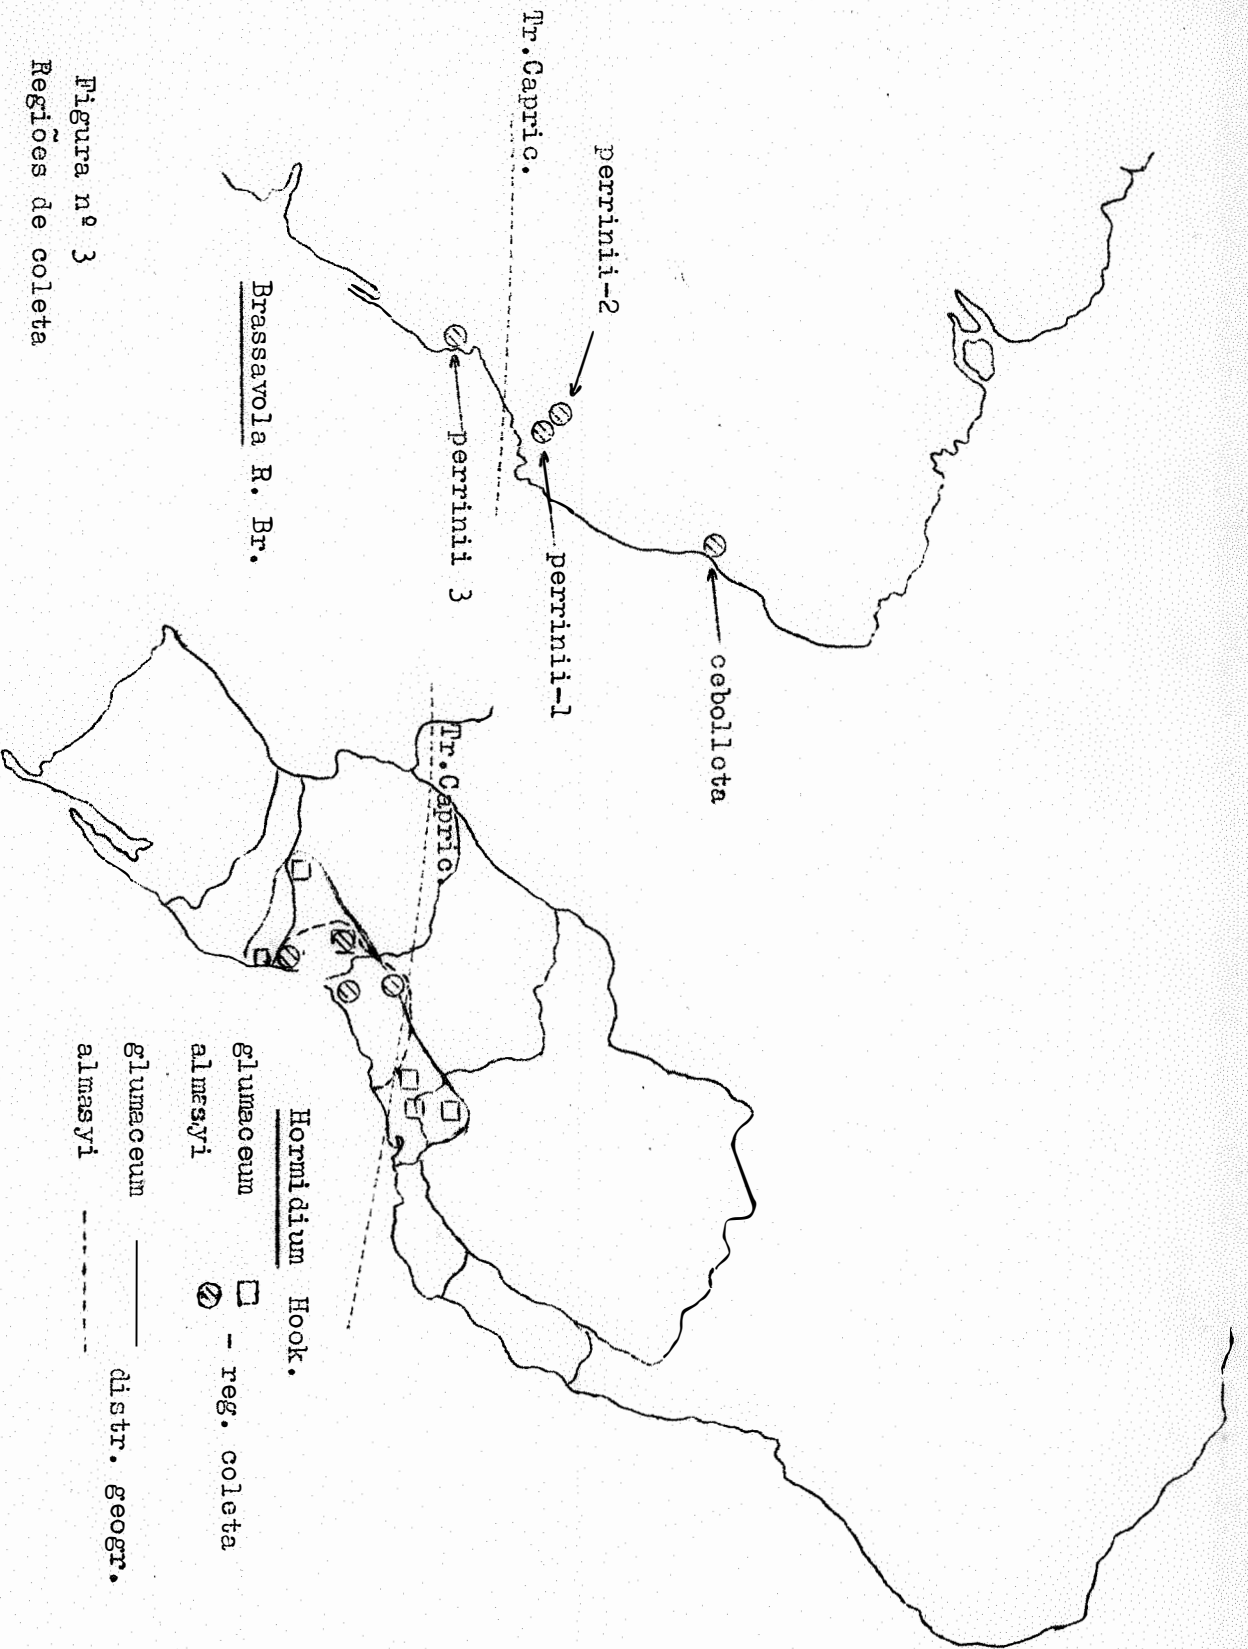 Tr.Capric.
perrinii-2
perrinii-1
perrinii 3
cebollota
Brassavola R. Br.
Figura nº 3
Regiões de coleta
Tr.Capric.
Hormidium Hook.
glumaceum
almasyi
- reg. coleta
glumaceum
almasyi
distr. geogr.